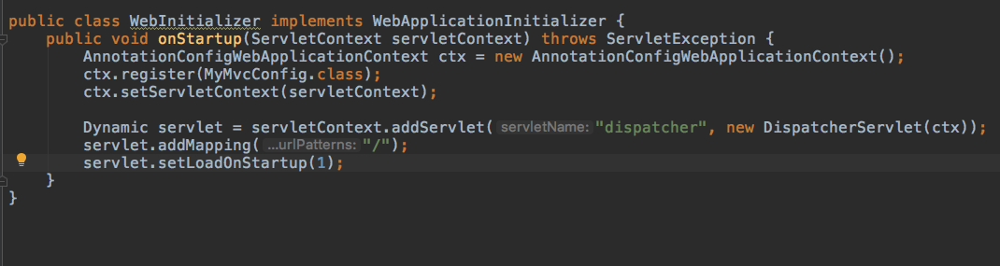 public class WebInitializer implements WebApplicationInitializer {
public void onStartup(ServletContext servletContext) throws ServletException {
AnnotationConfigWebApplicationContext ctx = new AnnotationConfigWebApplicationContext();
ctx.register(MyMvcConfig.class);
ctx.setServletContext(servletContext);
Dynamic servlet = servletContext.addServlet( servletName: "dispatcher", new DispatcherServlet(ctx));
servlet.addMapping( ...urlPatterns: "/");
servlet.setLoadOnStartup(1);
}
}